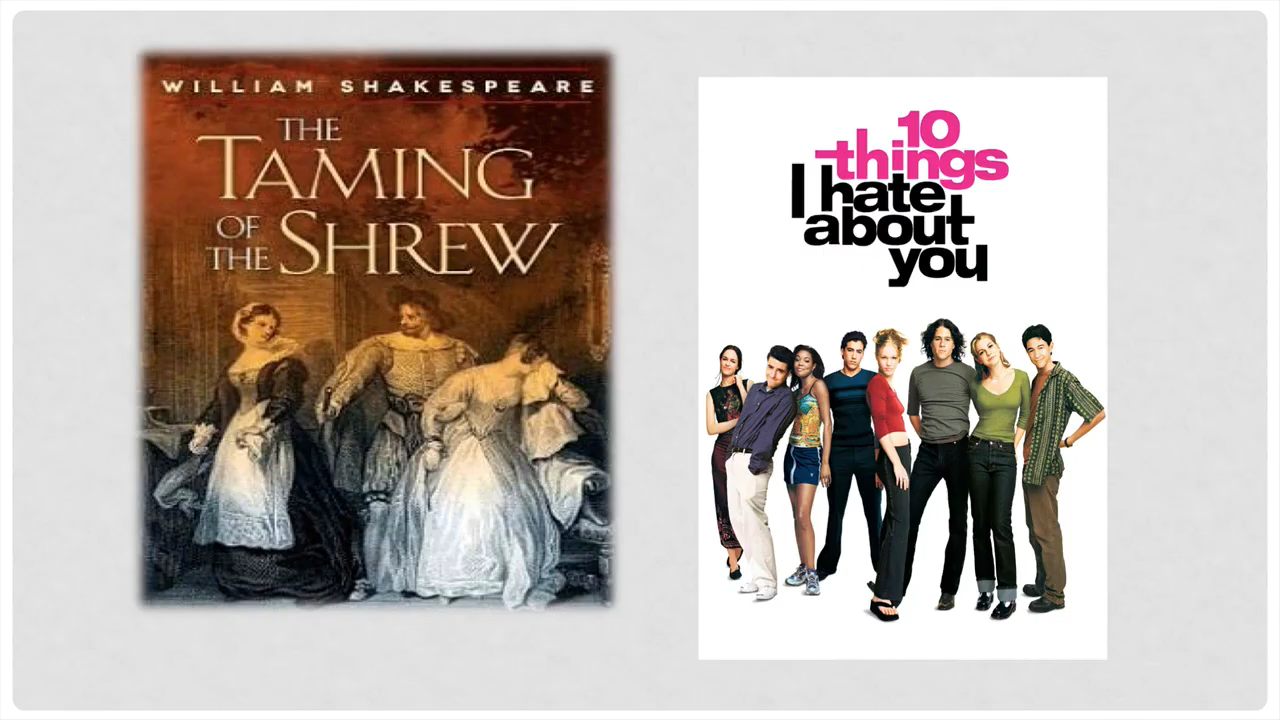 WILLIAM SHAKESPEARE
THE
TAMING
OF
THE SHREW
10
things
I hate
about
you